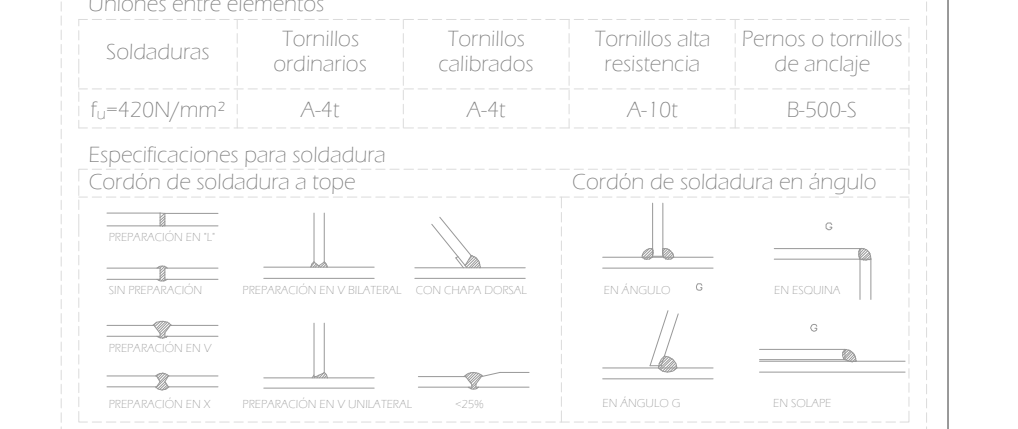 Uniones entre elementos
Soldaduras
Tornillos
ordinarios
Tornillos
calibrados
Tornillos alta
resistencia
Pernos o tornillos
de anclaje
fᵤ=420N/mm²
A-4t
A-4t
A-10t
B-500-S
Especificaciones para soldadura
Cordón de soldadura a tope
Cordón de soldadura en ángulo
PREPARACIÓN EN "L"
G
SIN PREPARACIÓN
PREPARACIÓN EN V BILATERAL
CON CHAPA DORSAL
EN ÁNGULO
G
EN ESQUINA
PREPARACIÓN EN V
G
PREPARACIÓN EN X
PREPARACIÓN EN V UNILATERAL
<25%
EN ÁNGULO G
EN SOLAPE